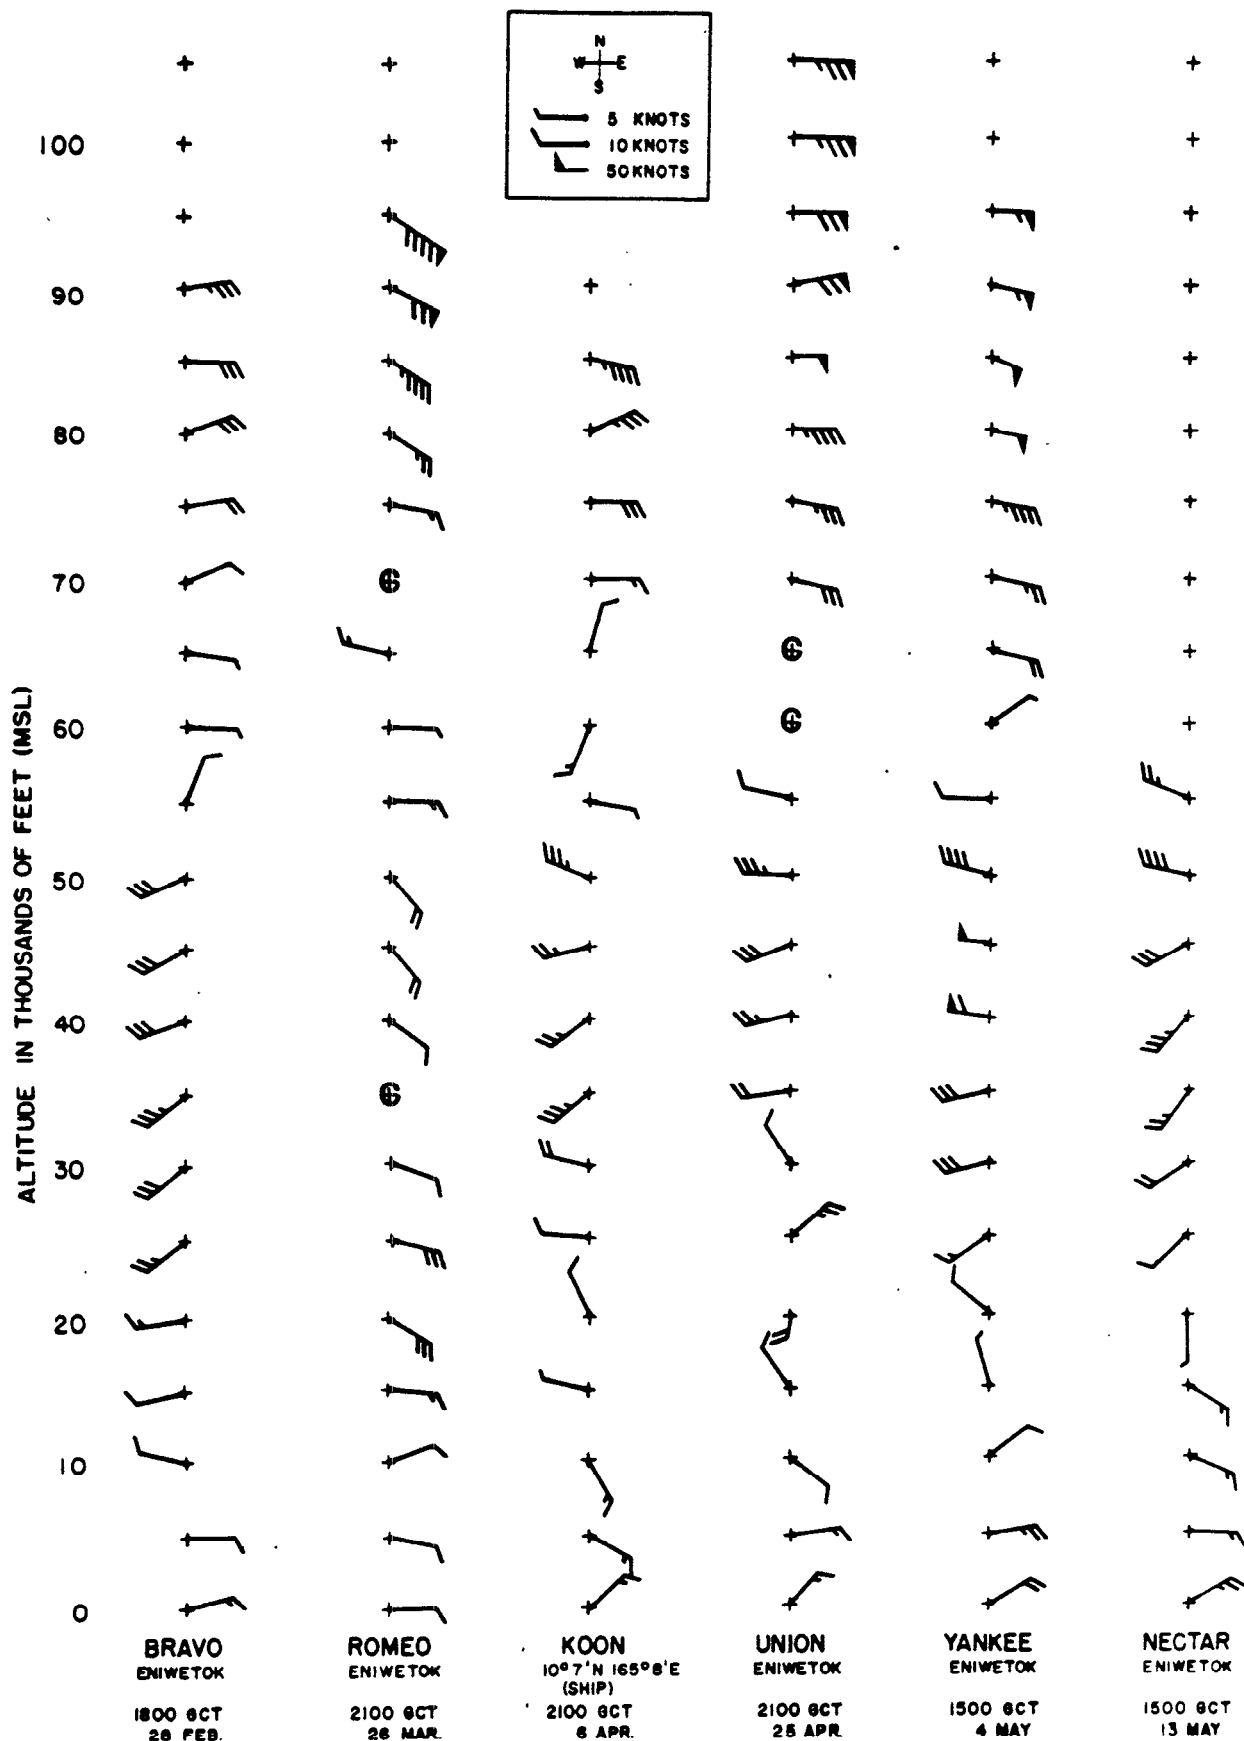 N
W E
S
5 KNOTS
10 KNOTS
50 KNOTS
ALTITUDE IN THOUSANDS OF FEET (MSL)
100
90
80
70
60
50
40
30
20
10
0
BRAVO
ENIWETOK
1800 GCT
28 FEB.
ROMEO
ENIWETOK
2100 GCT
26 MAR.
KOON
10°7'N 165°8'E
(SHIP)
2100 GCT
6 APR.
UNION
ENIWETOK
2100 GCT
25 APR.
YANKEE
ENIWETOK
1500 GCT
4 MAY
NECTAR
ENIWETOK
1500 GCT
13 MAY